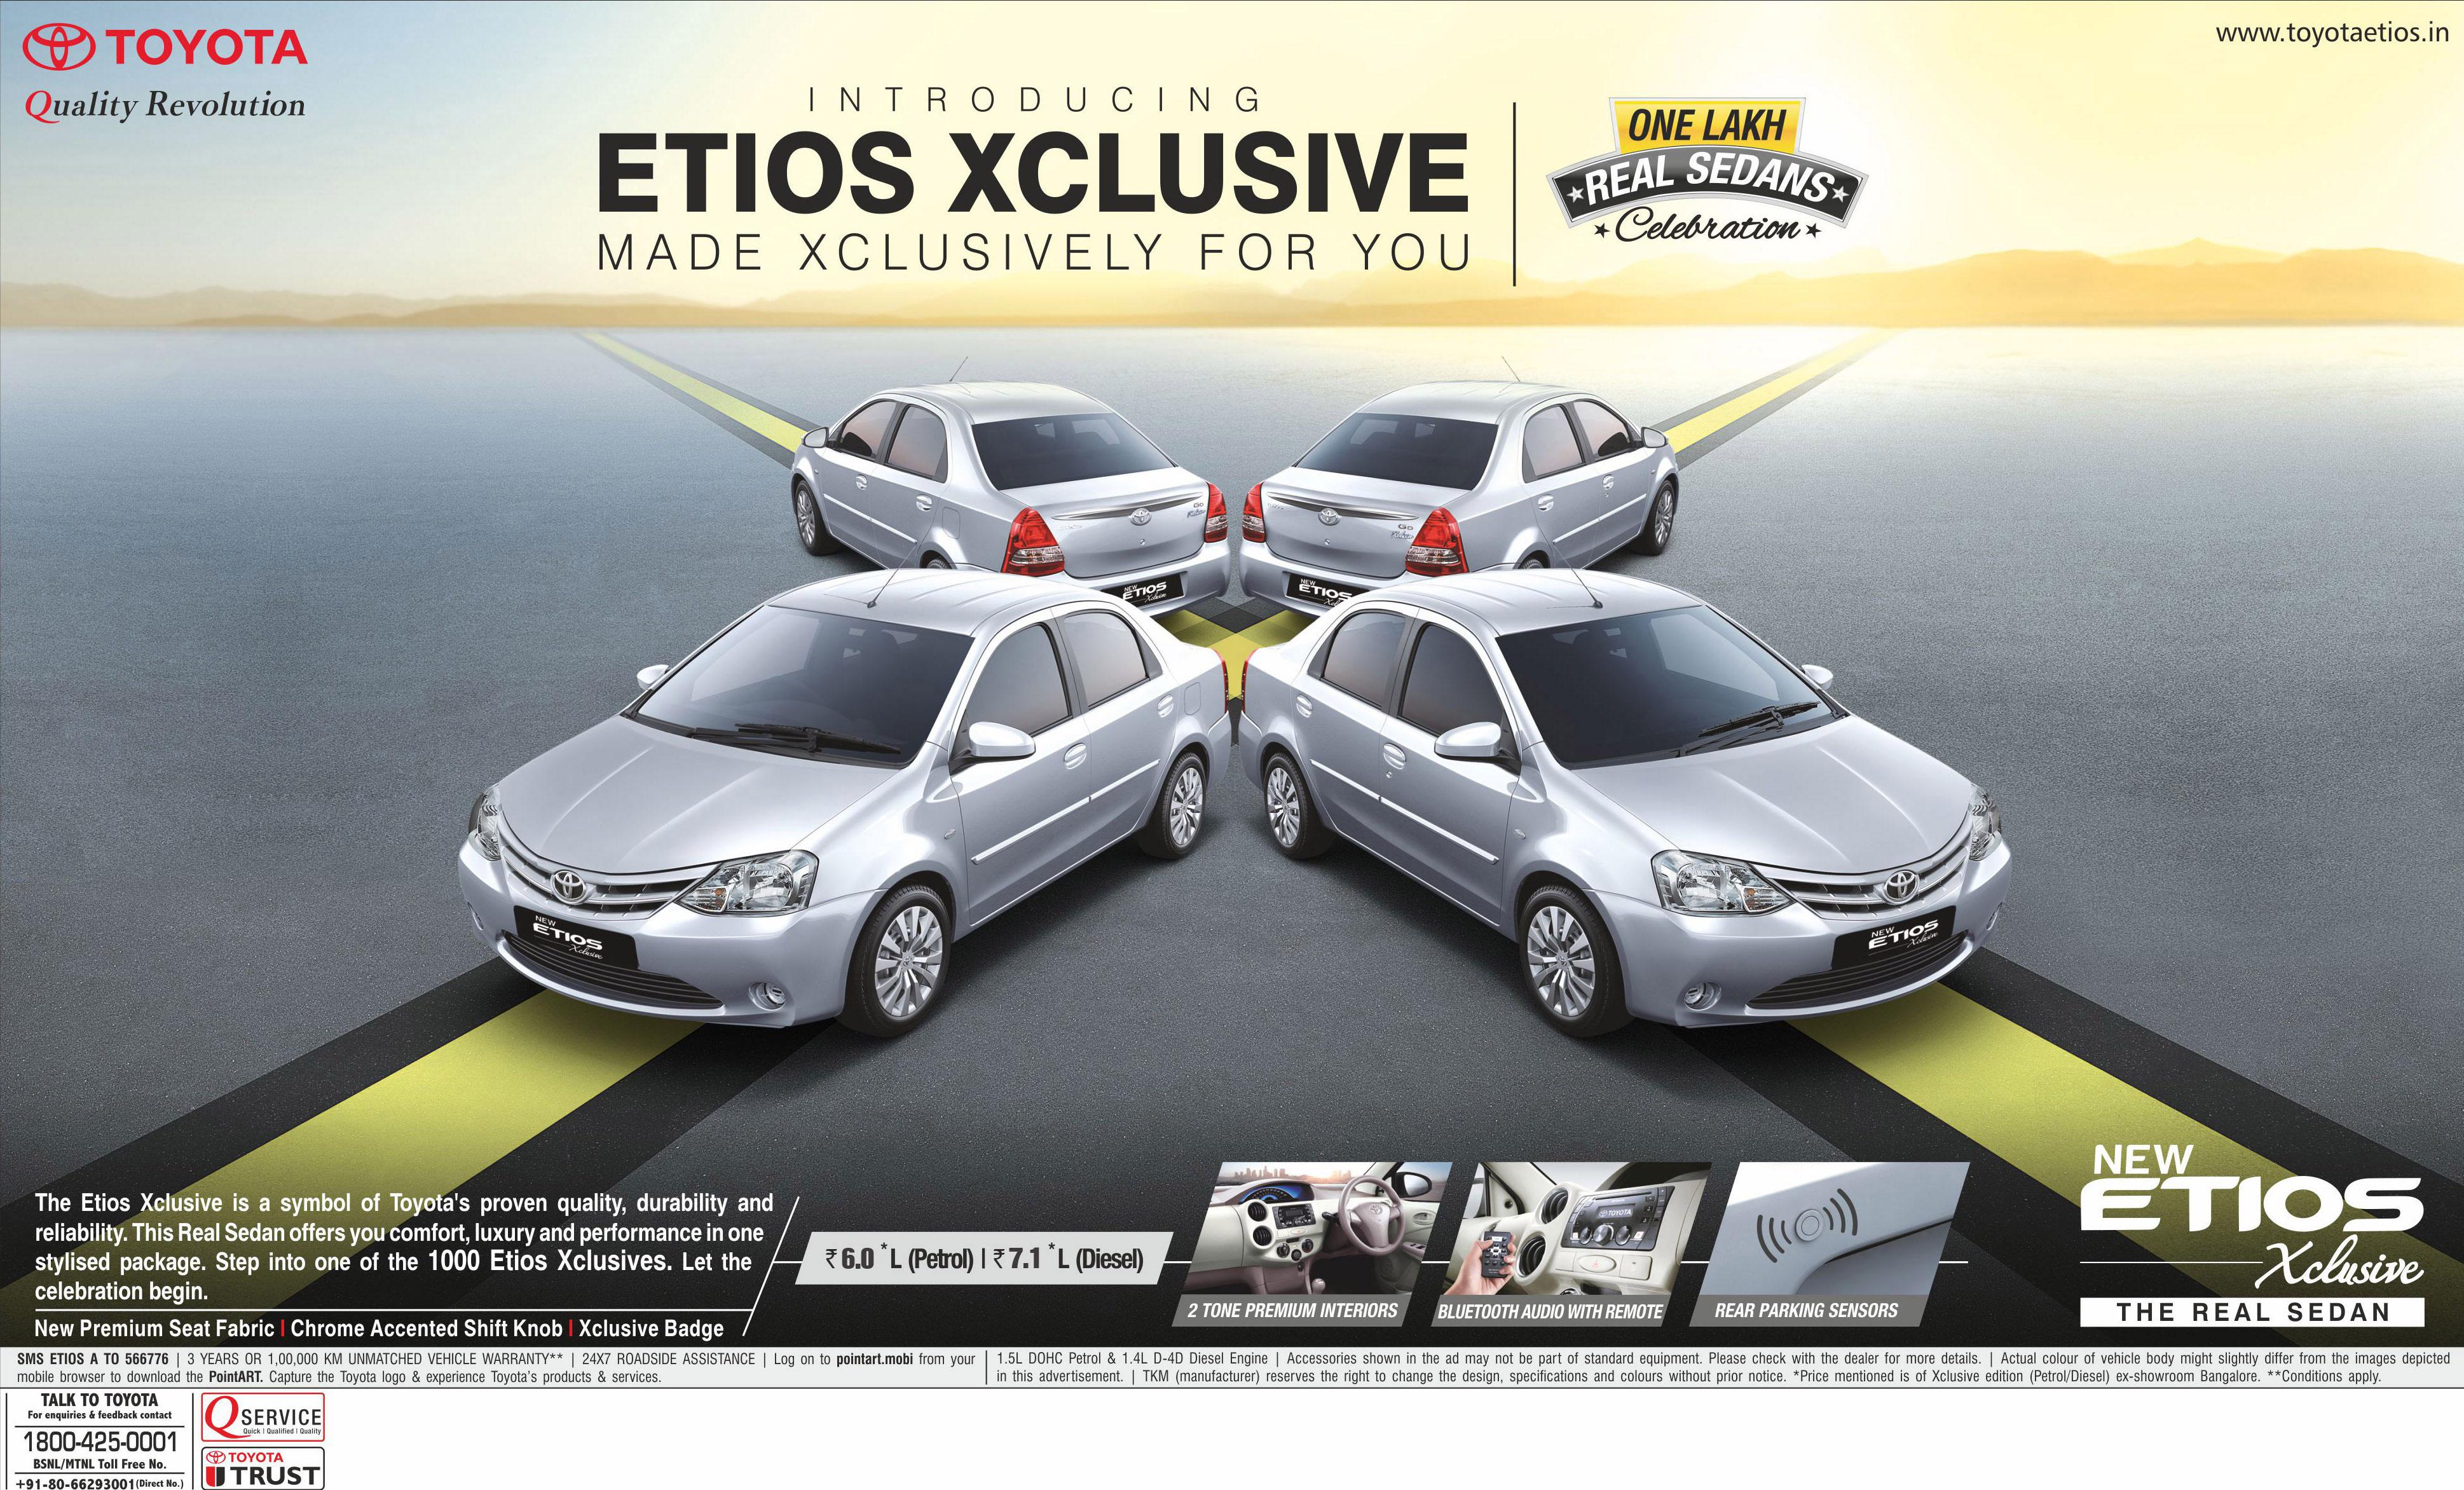 TOYOTA
Quality Revolution
www.toyotaetios.in
INTRODUCING
ETIOS XCLUSIVE
MADE XCLUSIVELY FOR YOU
ONE LAKH
REAL SEDANS
Celebration
NEW
ETIOS
Xclusive
NEW
ETIOS
NEW
ETIOS
Xclusive
NEW
ETIOS
Xclusive
The Etios Xclusive is a symbol of Toyota's proven quality, durability and
reliability. This Real Sedan offers you comfort, luxury and performance in one
stylised package. Step into one of the 1000 Etios Xclusives. Let the
celebration begin.
New Premium Seat Fabric | Chrome Accented Shift Knob | Xclusive Badge
₹ 6.0 *L (Petrol) | ₹ 7.1 *L (Diesel)
TOYOTA
2 TONE PREMIUM INTERIORS
BLUETOOTH AUDIO WITH REMOTE
REAR PARKING SENSORS
NEW
ETIOS
Xclusive
THE REAL SEDAN
SMS ETIOS A TO 566776 | 3 YEARS OR 1,00,000 KM UNMATCHED VEHICLE WARRANTY** | 24X7 ROADSIDE ASSISTANCE | Log on to pointart.mobi from your
mobile browser to download the PointART. Capture the Toyota logo & experience Toyota's products & services.
1.5L DOHC Petrol & 1.4L D-4D Diesel Engine | Accessories shown in the ad may not be part of standard equipment. Please check with the dealer for more details. | Actual colour of vehicle body might slightly differ from the images depicted
in this advertisement. | TKM (manufacturer) reserves the right to change the design, specifications and colours without prior notice. *Price mentioned is of Xclusive edition (Petrol/Diesel) ex-showroom Bangalore. **Conditions apply.
TALK TO TOYOTA
For enquiries & feedback contact
1800-425-0001
BSNL/MTNL Toll Free No.
+91-80-66293001(Direct No.)
Q SERVICE
Quick | Qualified | Quality
TOYOTA
U TRUST